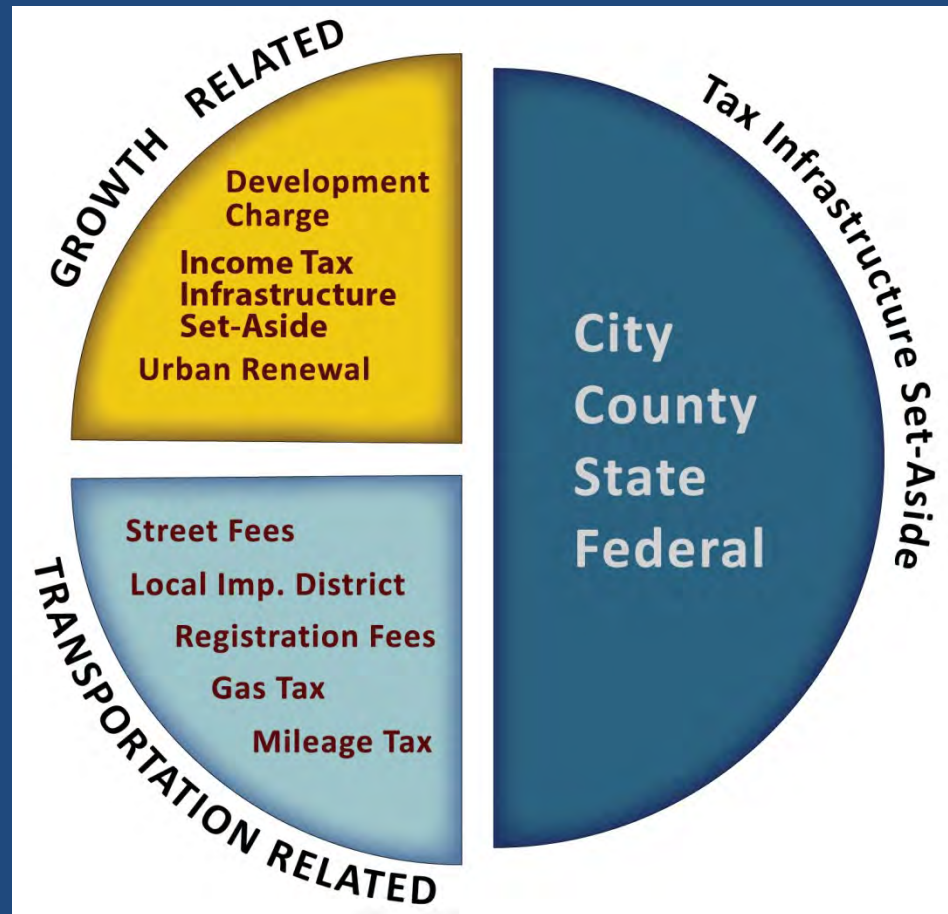 GROWTH RELATED
Development
Charge
Income Tax
Infrastructure
Set-Aside
Urban Renewal
Tax Infrastructure Set-Aside
City
County
State
Federal
Street Fees
Local Imp. District
Registration Fees
Gas Tax
Mileage Tax
TRANSPORTATION RELATED